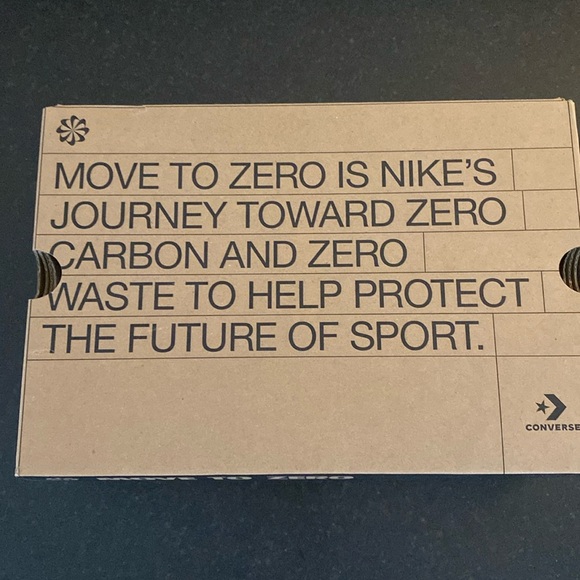 MOVE TO ZERO IS NIKE'S
JOURNEY TOWARD ZERO
CARBON AND ZERO
WASTE TO HELP PROTECT
THE FUTURE OF SPORT.
CONVERSE